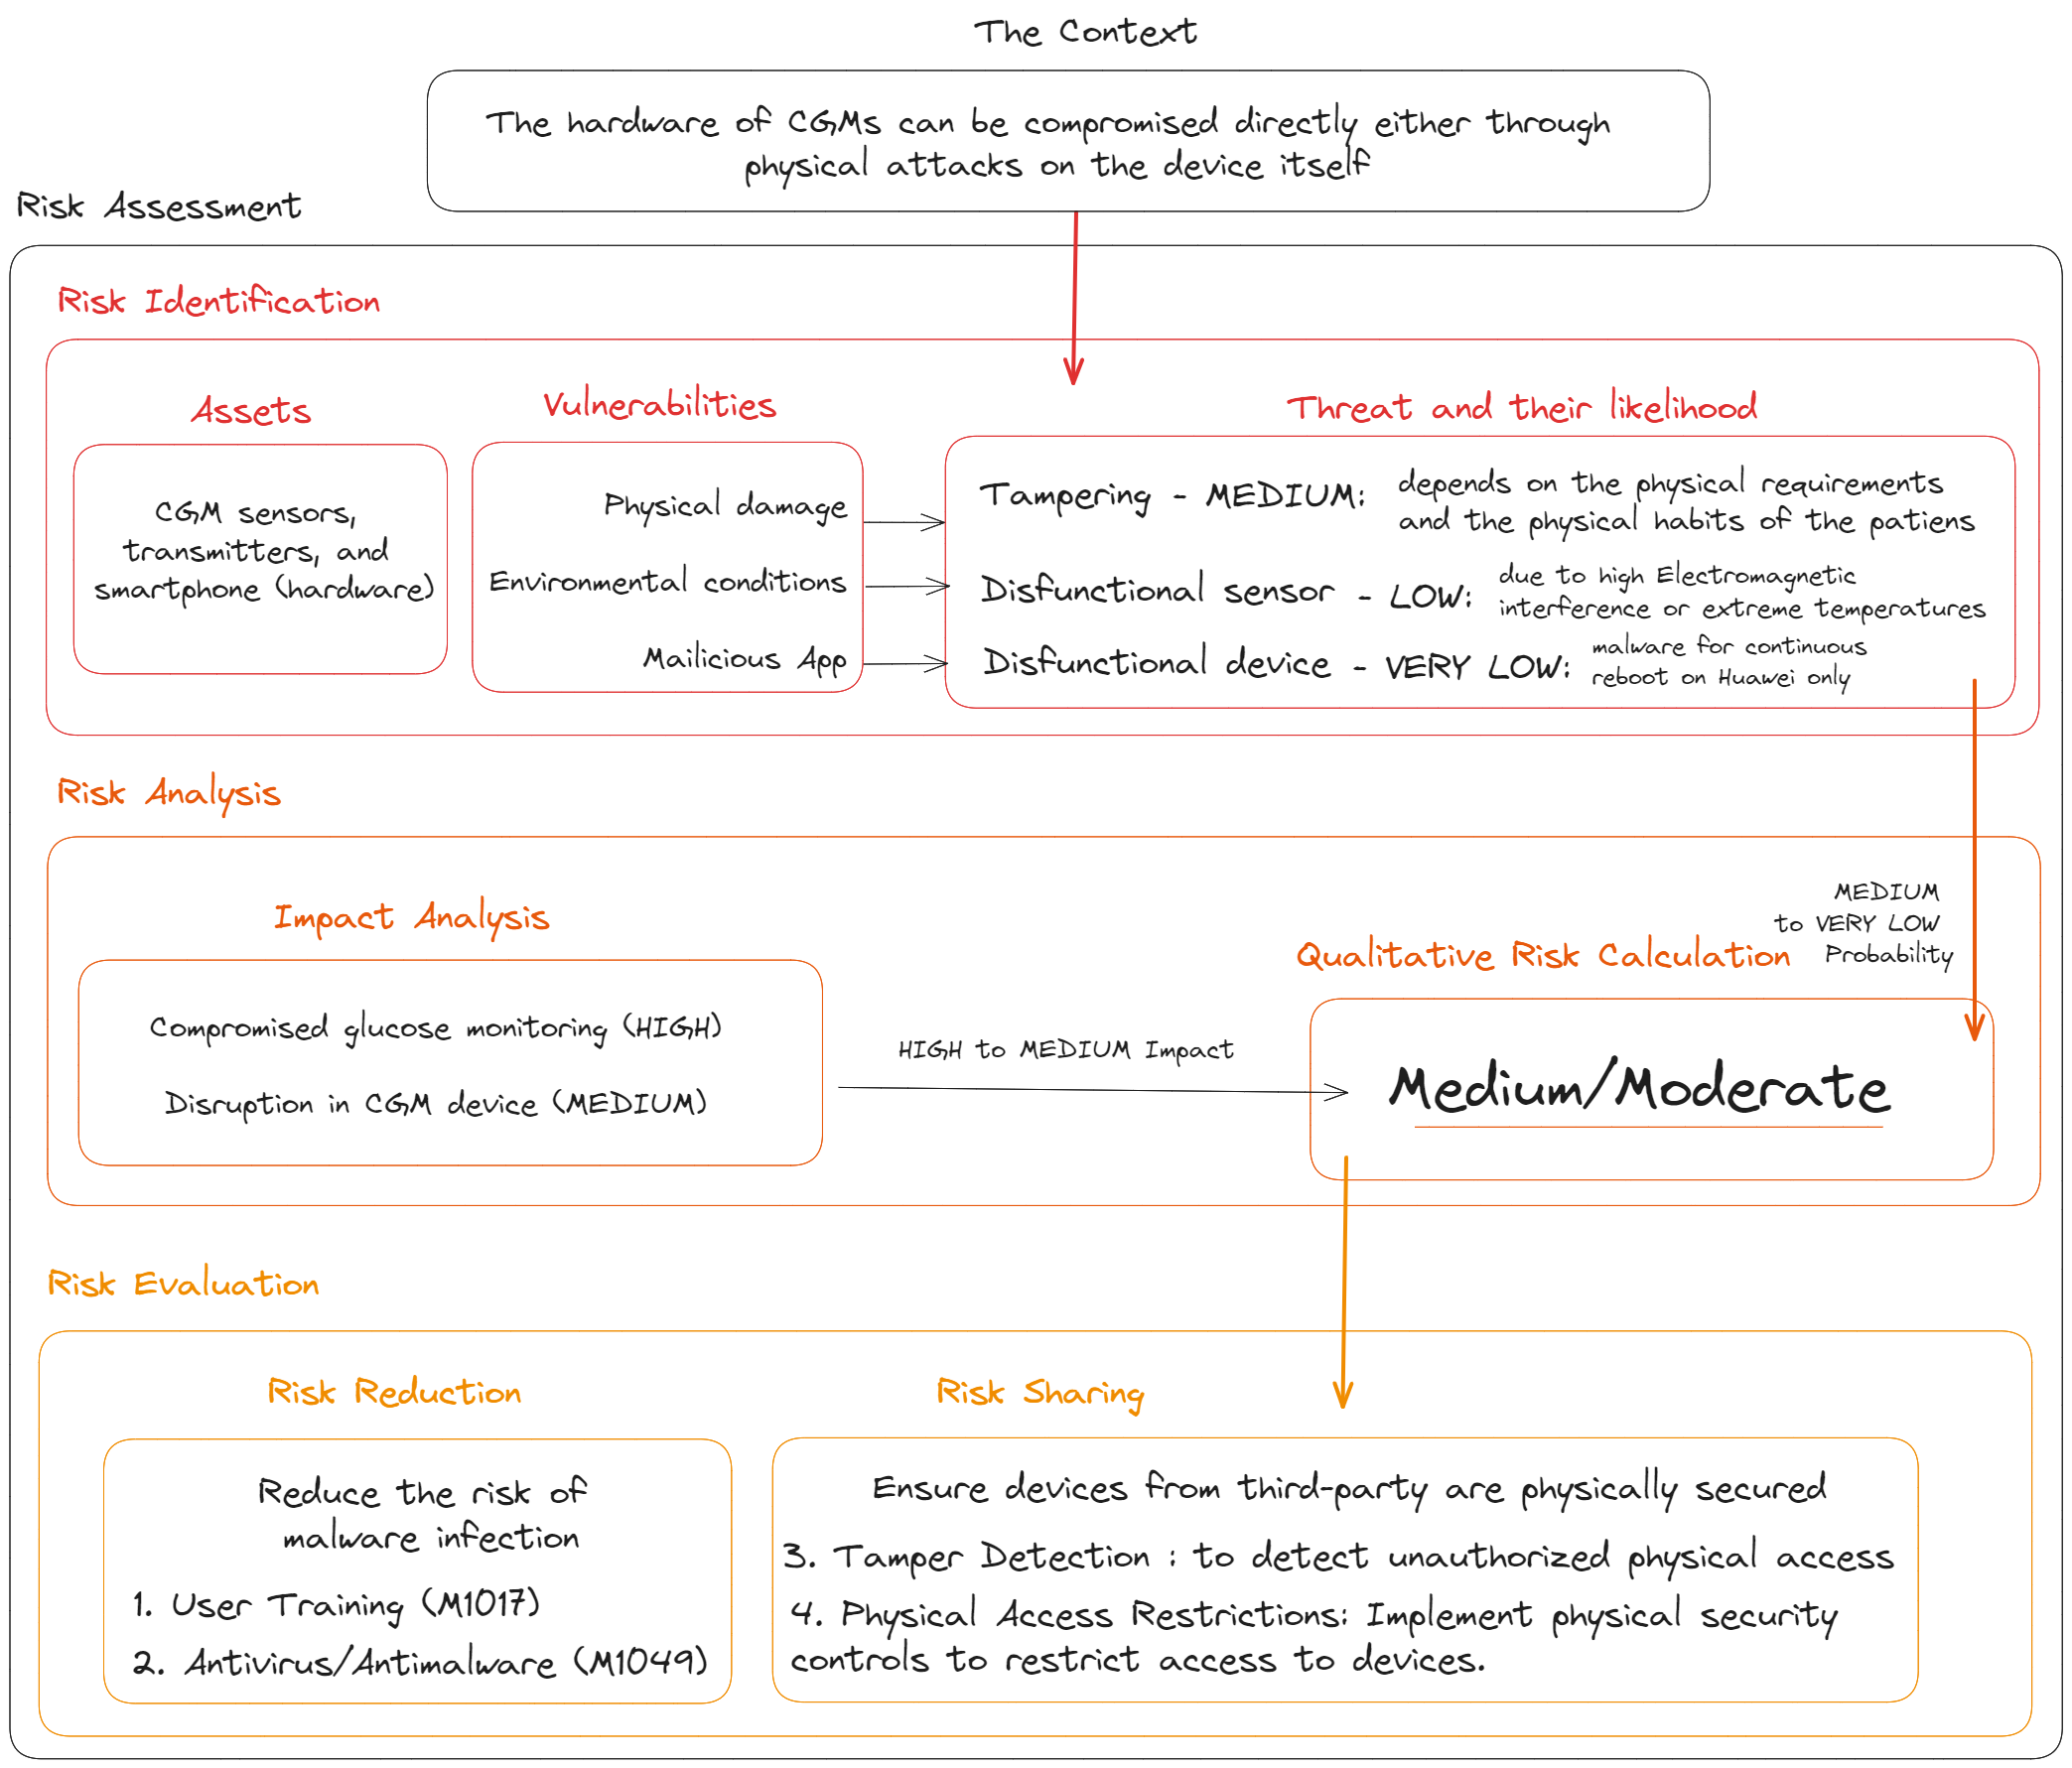 The Context
The hardware of CGMs can be compromised directly either through
physical attacks on the device itself
Risk Assessment
Risk Identification
Assets
CGM sensors,
transmitters, and
smartphone (hardware)
Vulnerabilities
Physical damage
Environmental conditions
Mailicious App
Threat and their likelihood
Tampering - MEDIUM:
depends on the physical requirements
and the physical habits of the patiens
Disfunctional sensor - LOW:
due to high Electromagnetic
interference or extreme temperatures
Disfunctional device - VERY LOW:
malware for continuous
reboot on Huawei only
Risk Analysis
Impact Analysis
Compromised glucose monitoring (HIGH)
Disruption in CGM device (MEDIUM)
HIGH to MEDIUM Impact
MEDIUM
to VERY LOW
Probability
Qualitative Risk Calculation
Medium/Moderate
Risk Evaluation
Risk Reduction
Reduce the risk of
malware infection
1. User Training (M1017)
2. Antivirus/Antimalware (M1049)
Risk Sharing
Ensure devices from third-party are physically secured
3. Tamper Detection : to detect unauthorized physical access
4. Physical Access Restrictions: Implement physical security
controls to restrict access to devices.